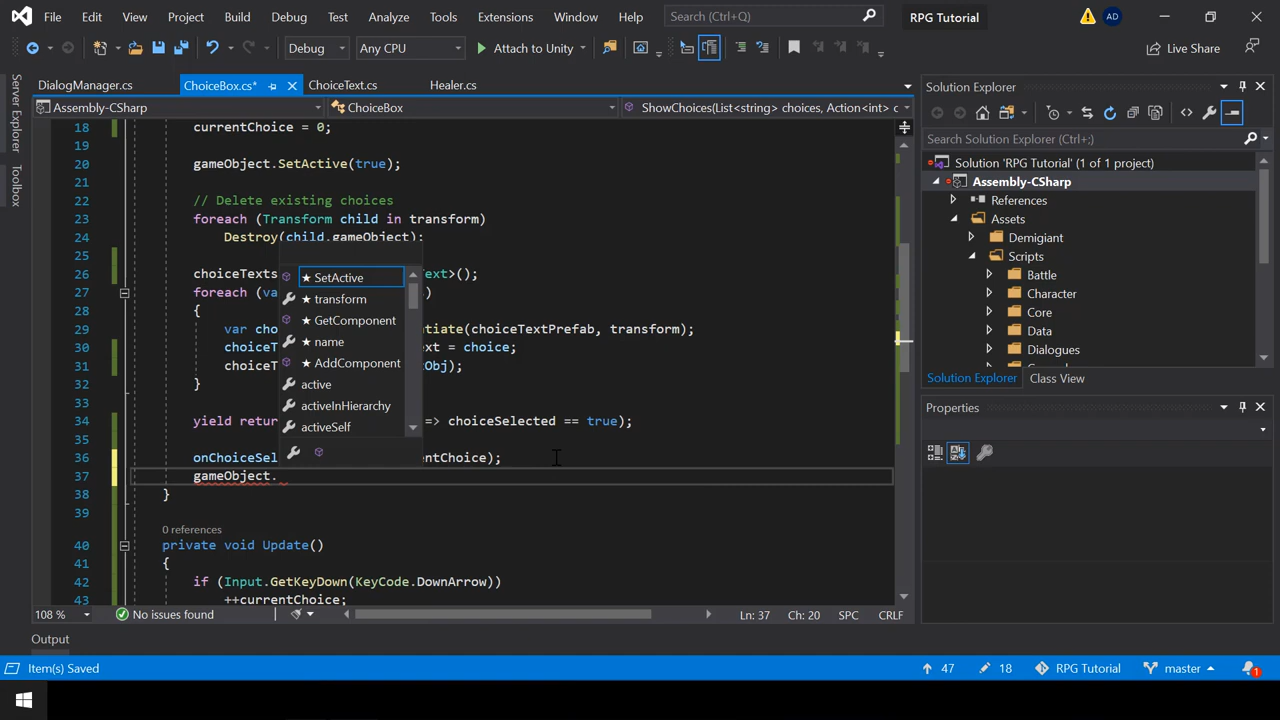 File Edit View Project Build Debug Test Analyze Tools Extensions Window Help Search (Ctrl+Q) RPG Tutorial AD
Debug Any CPU Attach to Unity Live Share
Server Explorer
Toolbox
DialogManager.cs ChoiceBox.cs* ChoiceText.cs Healer.cs
Assembly-CSharp ChoiceBox ShowChoices(List<string> choices, Action<int> c
18 currentChoice = 0;
19
20 gameObject.SetActive(true);
21
22 // Delete existing choices
23 foreach (Transform child in transform)
24 Destroy(child.gameObject);
25
26 choiceTexts ext>();
27 foreach (va )
28 {
29 var cho tiate(choiceTextPrefab, transform);
30 choiceT xt = choice;
31 choiceT tObj);
32 }
33
34 yield retur => choiceSelected == true);
35
36 onChoiceSel entChoice);
37 gameObject.
38 }
39
0 references
40 private void Update()
41 {
42 if (Input.GetKeyDown(KeyCode.DownArrow))
43 ++currentChoice;
★ SetActive
★ transform
★ GetComponent
★ name
★ AddComponent
active
activeInHierarchy
activeSelf
108 % No issues found Ln: 37 Ch: 20 SPC CRLF
Output
Item(s) Saved 47 18 RPG Tutorial master 1
Solution Explorer
Search Solution Explorer (Ctrl+;)
Solution 'RPG Tutorial' (1 of 1 project)
Assembly-CSharp
References
Assets
Demigiant
Scripts
Battle
Character
Core
Data
Dialogues
Solution Explorer Class View
Properties